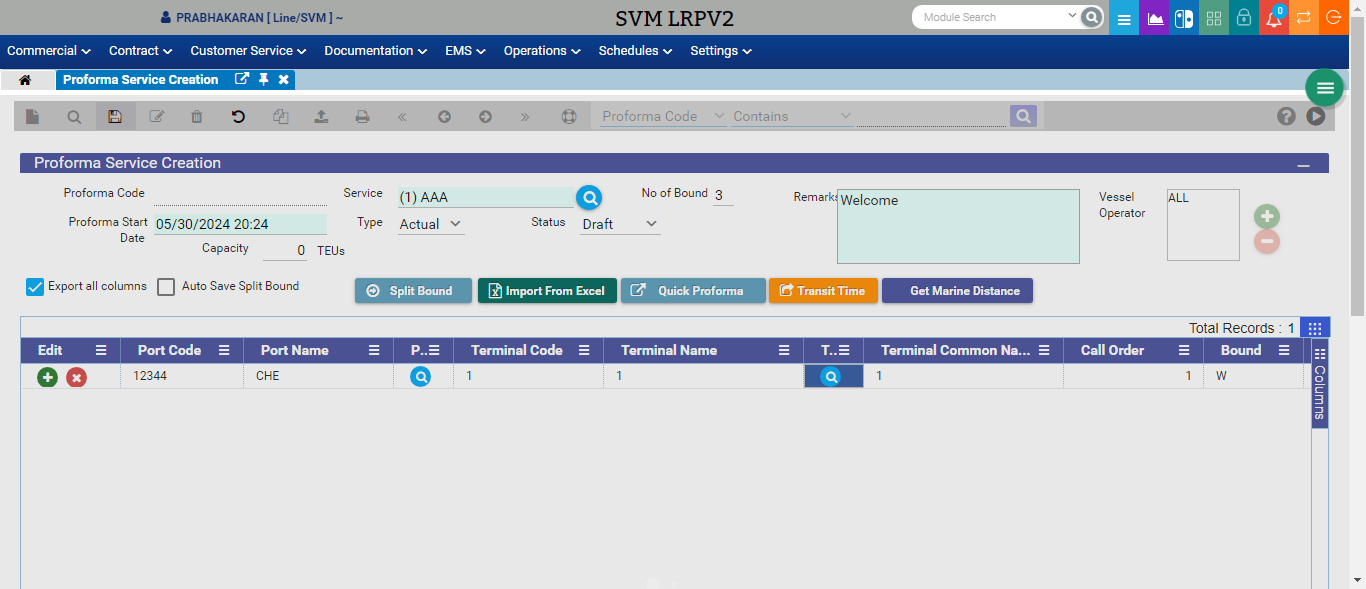 PRABHAKARAN [ Line/SVM ] ~
SVM LRPV2
Module Search
0
Commercial Contract Customer Service Documentation EMS Operations Schedules Settings
Proforma Service Creation
Proforma Code Contains
Proforma Service Creation
Proforma Code Service (1) AAA No of Bound 3 Remarks Welcome Vessel Operator ALL
Proforma Start Date 05/30/2024 20:24 Type Actual Status Draft
Capacity 0 TEUs
Export all columns Auto Save Split Bound Split Bound Import From Excel Quick Proforma Transit Time Get Marine Distance
Total Records : 1
Edit Port Code Port Name P.. Terminal Code Terminal Name T.. Terminal Common Na... Call Order Bound
12344 CHE 1 1 1 1 W
Columns